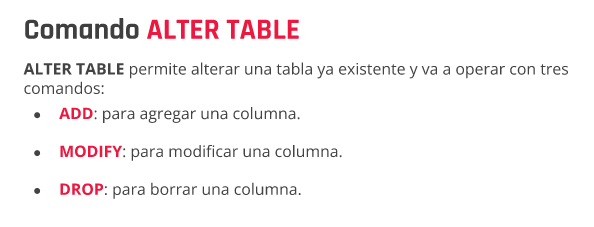 Comando ALTER TABLE
ALTER TABLE permite alterar una tabla ya existente y va a operar con tres
comandos:
● ADD: para agregar una columna.
● MODIFY: para modificar una columna.
● DROP: para borrar una columna.